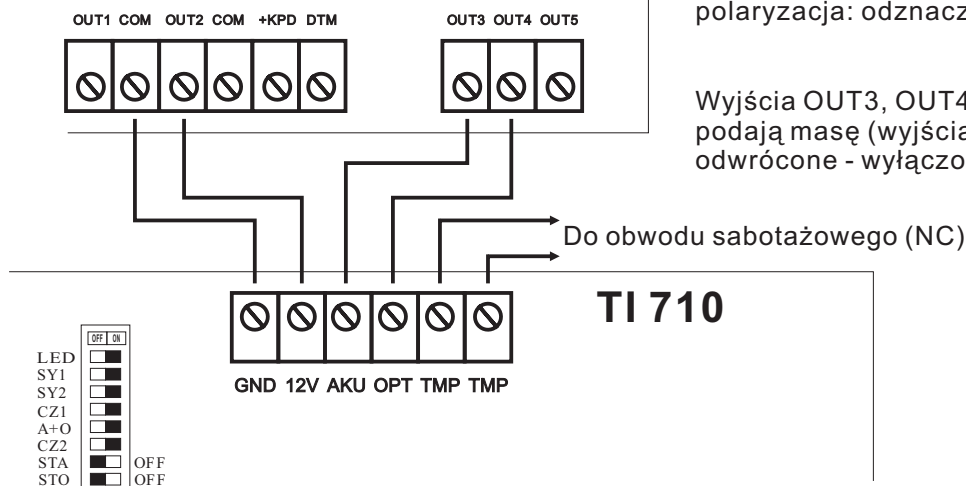 OUT1 COM OUT2 COM +KPD DTM
OUT3 OUT4 OUT5
polaryzacja: odznacz
Wyjścia OUT3, OUT4
podają masę (wyjścia
odwrócone - wyłączo
Do obwodu sabotażowego (NC)
TI 710
GND 12V AKU OPT TMP TMP
OFF ON
LED
SY1
SY2
CZ1
A+O
CZ2
STA OFF
STO OFF